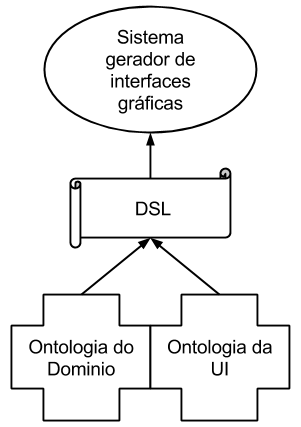 Sistema
gerador de
interfaces
gráficas
DSL
Ontologia do
Dominio
Ontologia da
UI